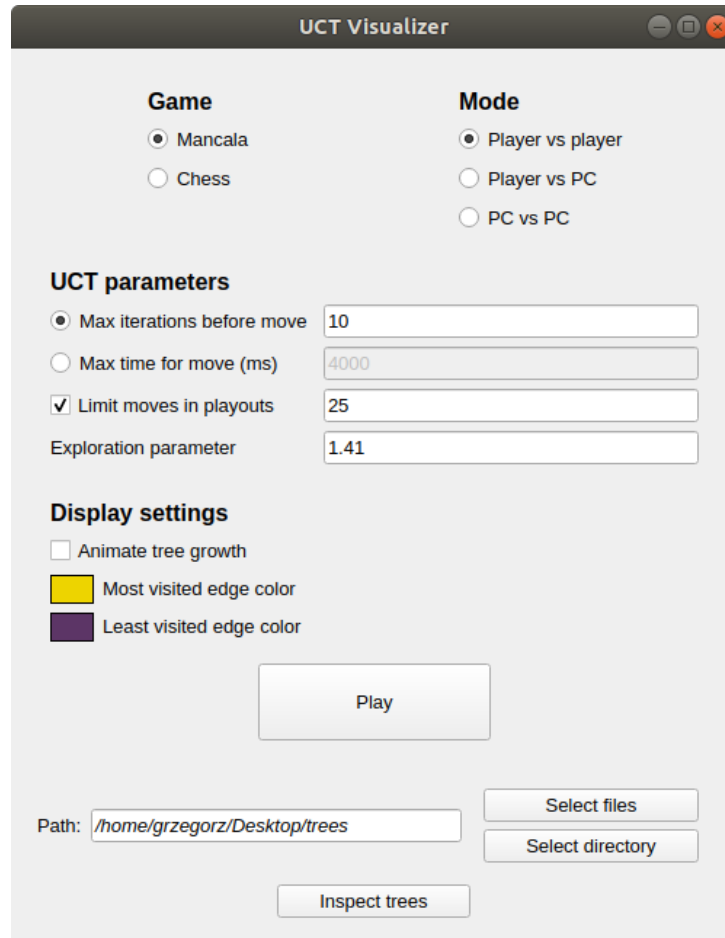 UCT Visualizer
Game
Mode
Mancala
Player vs player
Chess
Player vs PC
PC vs PC
UCT parameters
Max iterations before move
10
Max time for move (ms)
4000
Limit moves in playouts
25
Exploration parameter
1.41
Display settings
Animate tree growth
Most visited edge color
Least visited edge color
Play
Select files
Path: /home/grzegorz/Desktop/trees
Select directory
Inspect trees